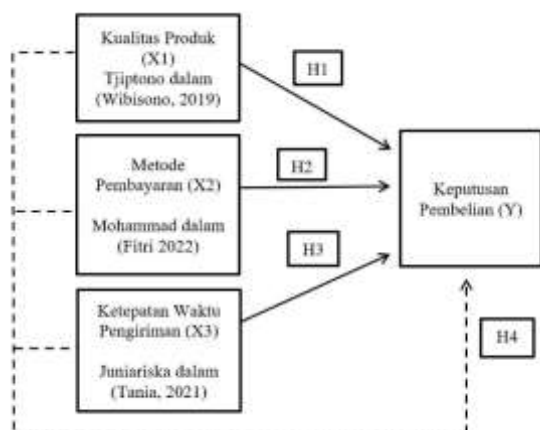 Kualitas Produk
(X1)
Tjiptono dalam
(Wibisono, 2019)
H1
Metode
Pembayaran (X2)
Mohammad dalam
(Fitri 2022)
H2
Keputusan
Pembelian (Y)
H3
Ketepatan Waktu
Pengiriman (X3)
Juniariska dalam
(Tania, 2021)
H4